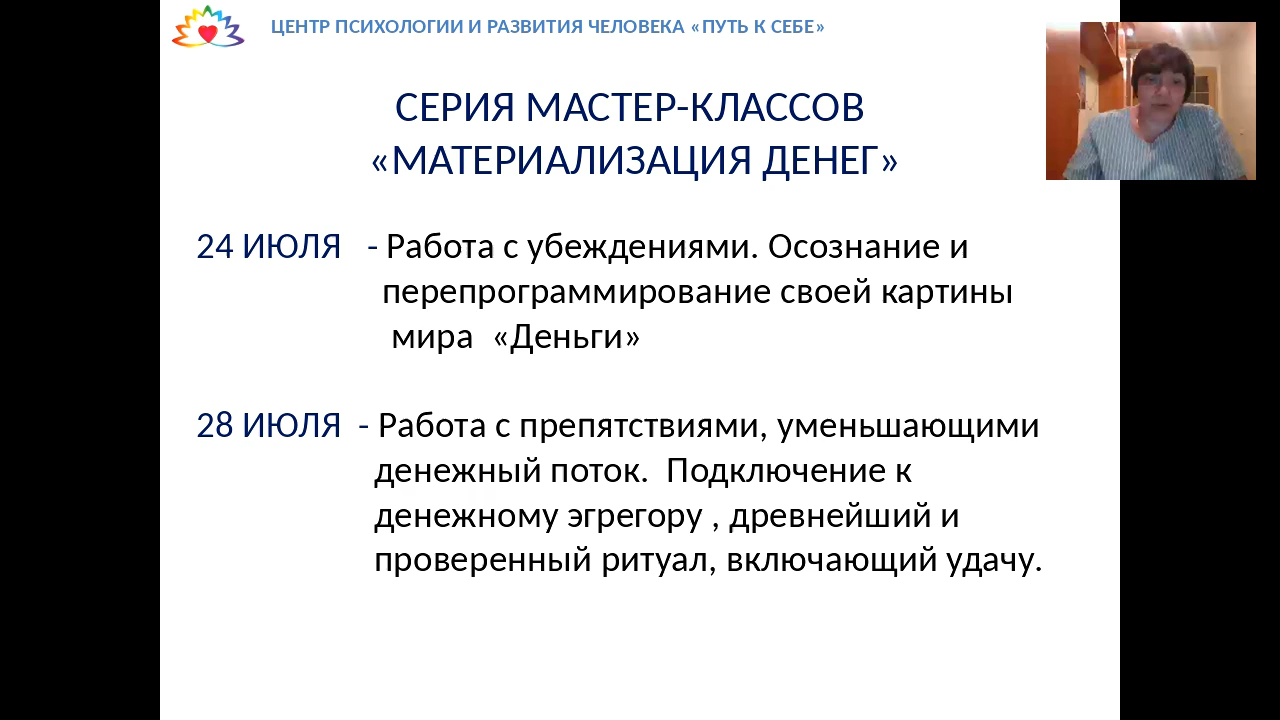 ЦЕНТР ПСИХОЛОГИИ И РАЗВИТИЯ ЧЕЛОВЕКА «ПУТЬ К СЕБЕ»
СЕРИЯ МАСТЕР-КЛАССОВ
«МАТЕРИАЛИЗАЦИЯ ДЕНЕГ»
24 ИЮЛЯ - Работа с убеждениями. Осознание и
перепрограммирование своей картины
мира «Деньги»
28 ИЮЛЯ - Работа с препятствиями, уменьшающими
денежный поток. Подключение к
денежному эгрегору , древнейший и
проверенный ритуал, включающий удачу.